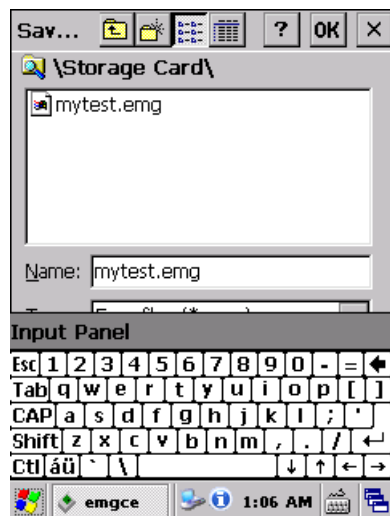 Sav... ? OK ×
\Storage Card\
mytest.emg
Name: mytest.emg
Input Panel
Esc 1 2 3 4 5 6 7 8 9 0 - = ←
Tab q w e r t y u i o p [ ]
CAP a s d f g h j k l ; '
Shift z x c v b n m , . / ↵
Ctl áü ` \ ↓ ↑ ← →
emgce 1:06 AM